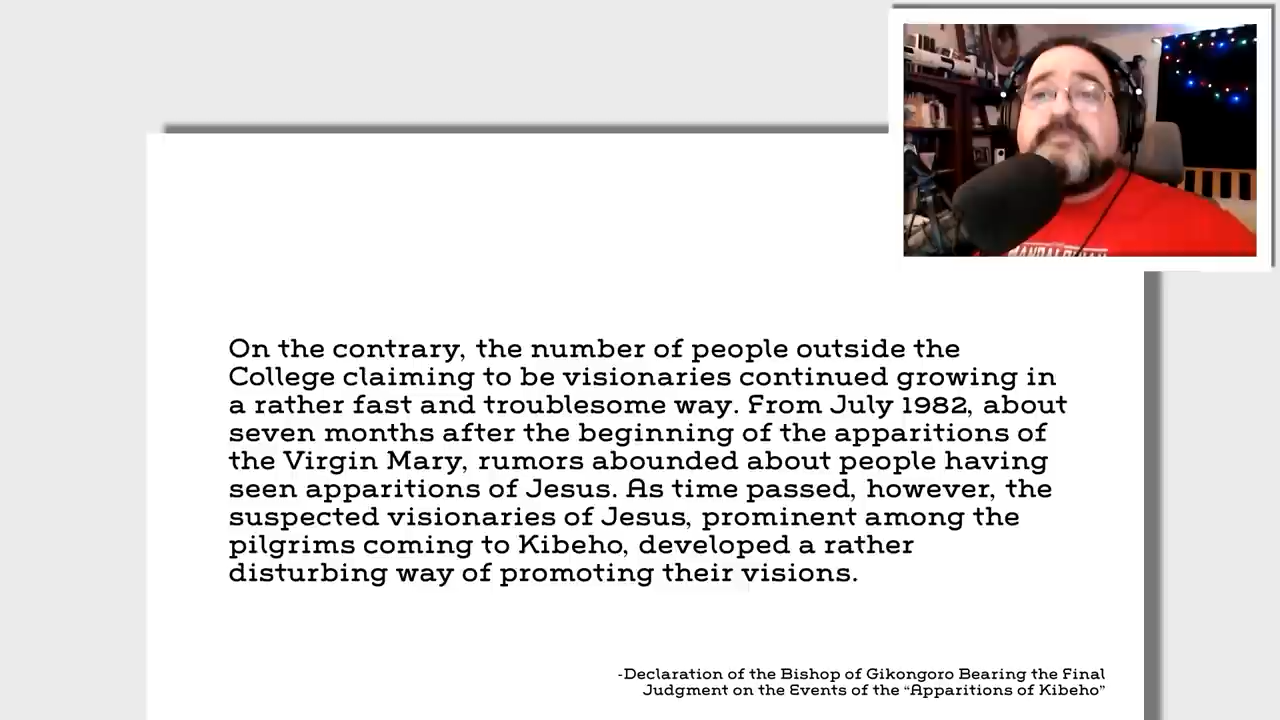 On the contrary, the number of people outside the
College claiming to be visionaries continued growing in
a rather fast and troublesome way. From July 1982, about
seven months after the beginning of the apparitions of
the Virgin Mary, rumors abounded about people having
seen apparitions of Jesus. As time passed, however, the
suspected visionaries of Jesus, prominent among the
pilgrims coming to Kibeho, developed a rather
disturbing way of promoting their visions.
-Declaration of the Bishop of Gikongoro Bearing the Final
Judgment on the Events of the “Apparitions of Kibeho”